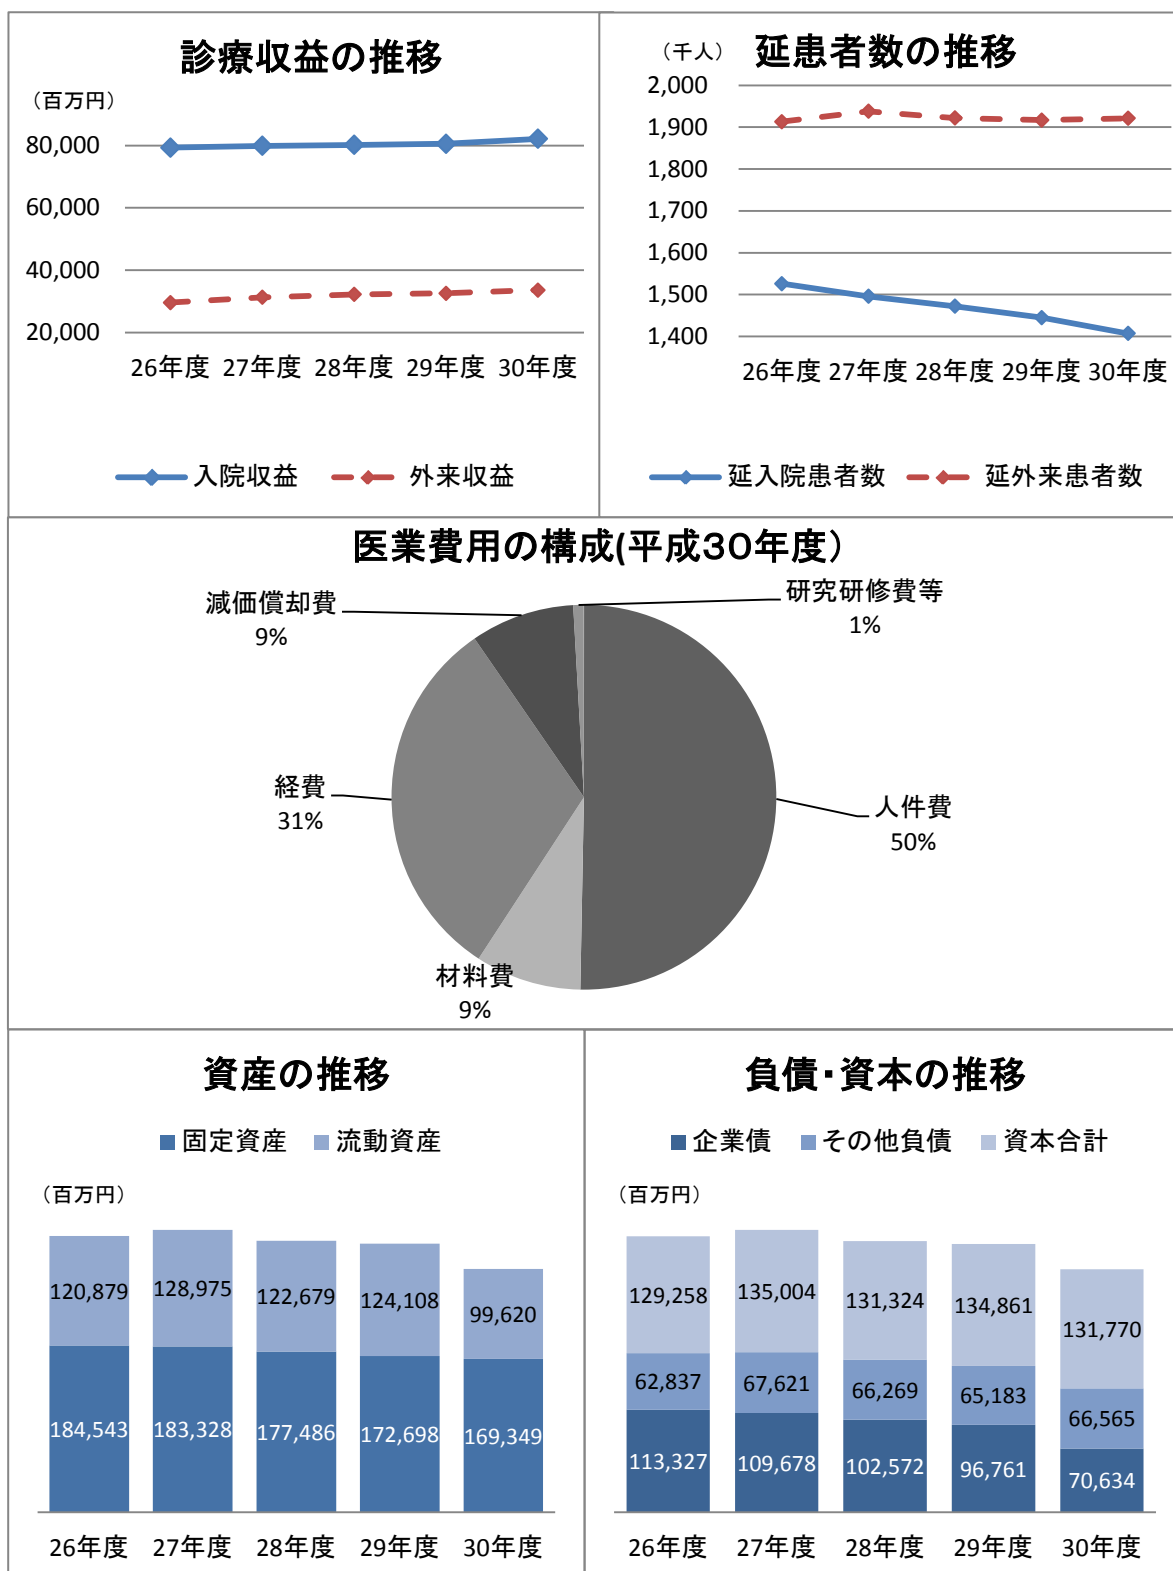 診療収益の推移
（百万円）
80,000
60,000
40,000
20,000
26年度 27年度 28年度 29年度 30年度
入院収益 外来収益
（千人） 延患者数の推移
2,000
1,900
1,800
1,700
1,600
1,500
1,400
26年度 27年度 28年度 29年度 30年度
延入院患者数 延外来患者数
医業費用の構成(平成３０年度）
減価償却費
9%
研究研修費等
1%
経費
31%
人件費
50%
材料費
9%
資産の推移
固定資産 流動資産
（百万円）
120,879 128,975 122,679 124,108 99,620
184,543 183,328 177,486 172,698 169,349
26年度 27年度 28年度 29年度 30年度
負債・資本の推移
企業債 その他負債 資本合計
（百万円）
129,258 135,004 131,324 134,861 131,770
62,837 67,621 66,269 65,183 66,565
113,327 109,678 102,572 96,761 70,634
26年度 27年度 28年度 29年度 30年度